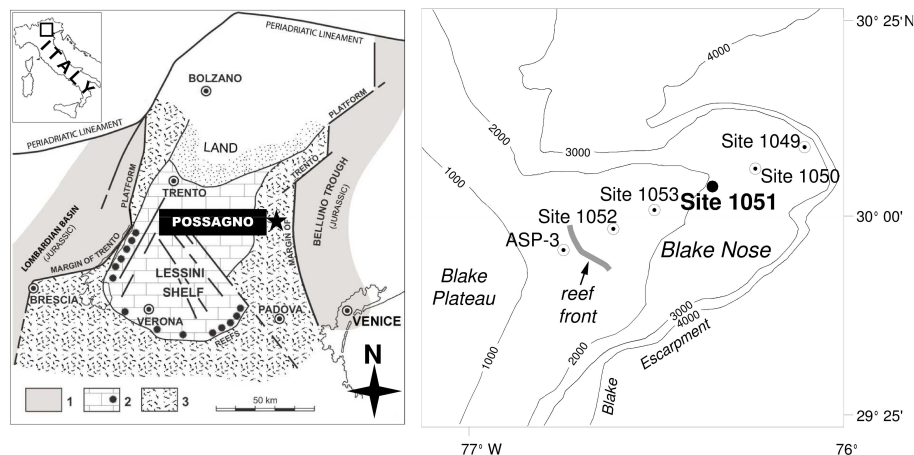 ITALY
PERIADRIATIC LINEAMENT
BOLZANO
PLATFORM
LAND
PERIADRIATIC LINEAMENT
TRENTO
TRENTO
PLATFORM
POSSAGNO
MARGIN OF
BELLUNO TROUGH
(JURASSIC)
LOMBARDIAN BASIN
(JURASSIC)
MARGIN OF TRENTO
LESSINI
SHELF
BRESCIA
VERONA
REEFS
PADOVA
VENICE
N
1
2
3
50 km
30° 25' N
4000
2000
3000
1000
Site 1049
Site 1050
Site 1053
Site 1051
Site 1052
30° 00'
ASP-3
Blake Nose
Blake
Plateau
reef
front
3000
4000
Escarpment
2000
1000
Blake
29° 25'
77° W
76°